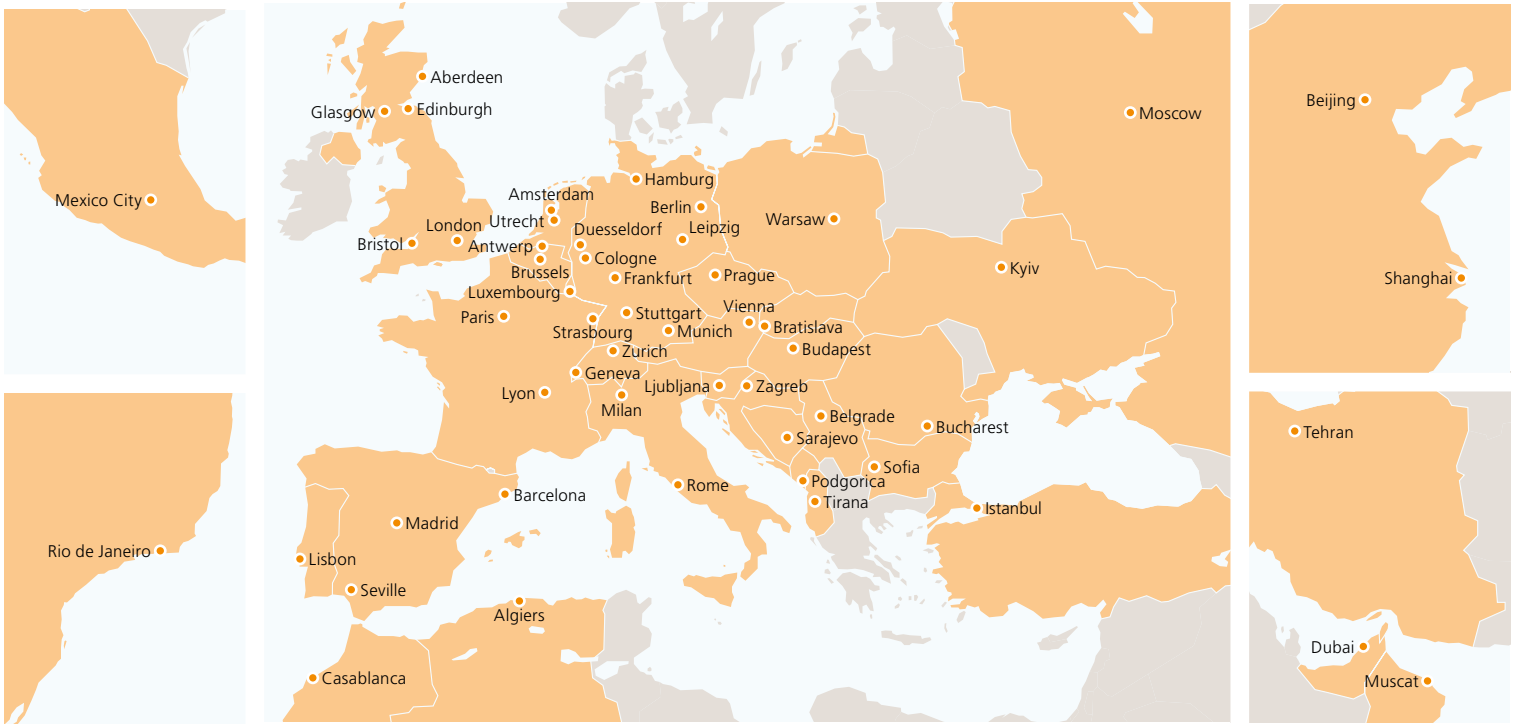 Mexico City
Rio de Janeiro
Aberdeen
Glasgow
Edinburgh
Moscow
Hamburg
Amsterdam
Berlin
Utrecht
Warsaw
London
Duesseldorf
Leipzig
Bristol
Antwerp
Cologne
Brussels
Frankfurt
Prague
Kyiv
Luxembourg
Paris
Stuttgart
Vienna
Strasbourg
Munich
Bratislava
Zurich
Budapest
Geneva
Lyon
Ljubljana
Zagreb
Milan
Belgrade
Bucharest
Sarajevo
Sofia
Podgorica
Rome
Barcelona
Tirana
Istanbul
Madrid
Lisbon
Seville
Algiers
Casablanca
Beijing
Shanghai
Tehran
Dubai
Muscat